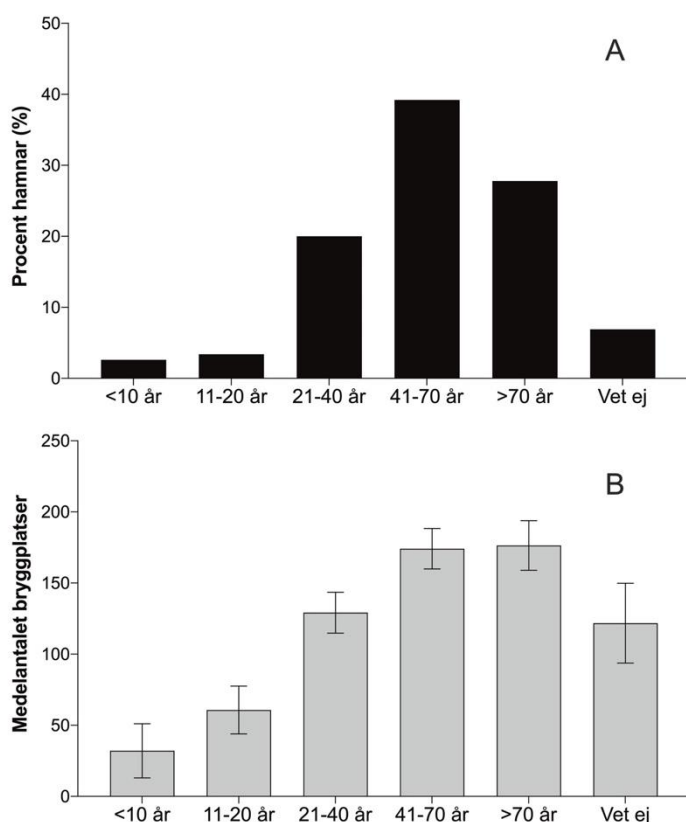 A
Procent hamnar (%)
50
40
30
20
10
0
<10 år 11-20 år 21-40 år 41-70 år >70 år Vet ej
B
Medelantalet bryggplatser
250
200
150
100
50
0
<10 år 11-20 år 21-40 år 41-70 år >70 år Vet ej